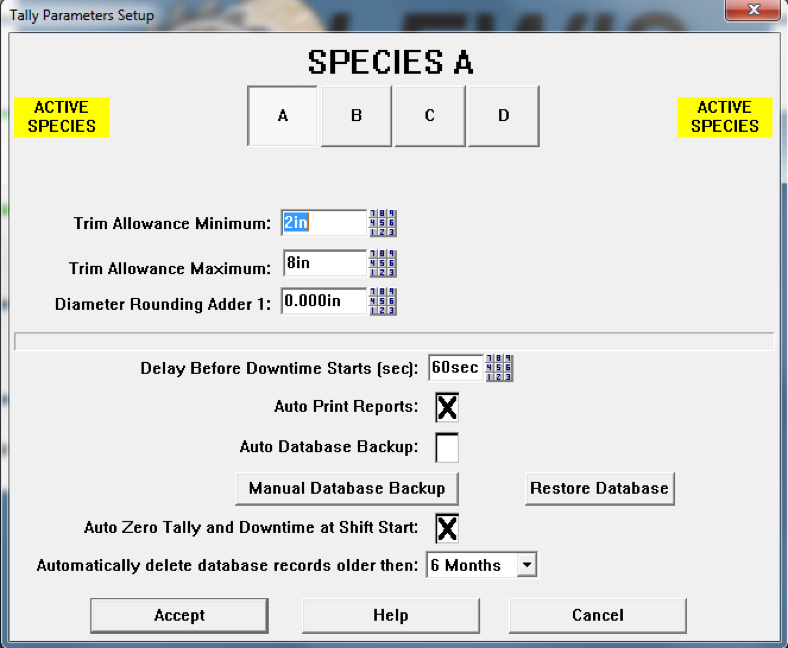 Tally Parameters Setup
SPECIES A
ACTIVE
SPECIES
A B C D
ACTIVE
SPECIES
Trim Allowance Minimum: 2in
Trim Allowance Maximum: 8in
Diameter Rounding Adder 1: 0.000in
Delay Before Downtime Starts (sec): 60sec
Auto Print Reports: X
Auto Database Backup:
Manual Database Backup Restore Database
Auto Zero Tally and Downtime at Shift Start: X
Automatically delete database records older then: 6 Months
Accept Help Cancel